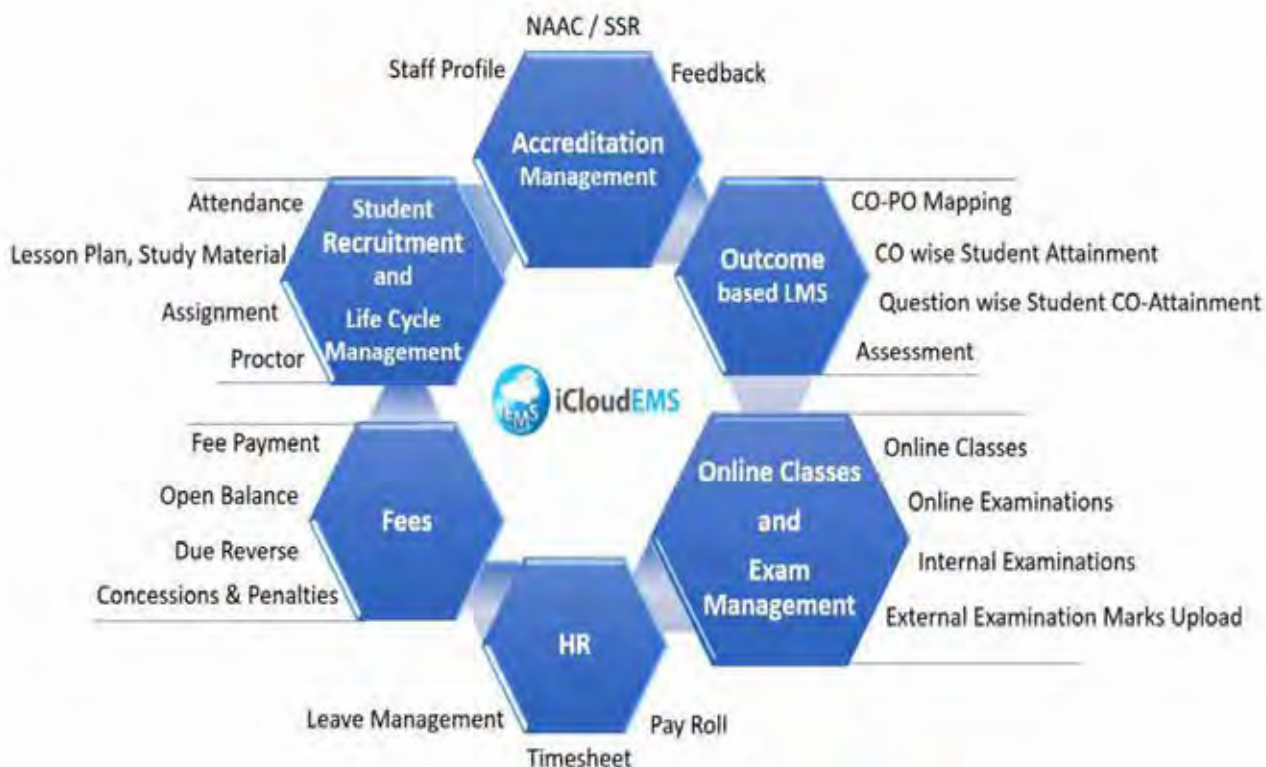 NAAC / SSR
Staff Profile
Feedback
Accreditation
Management
Attendance
Lesson Plan, Study Material
Assignment
Proctor
Student
Recruitment
and
Life Cycle
Management
Outcome
based LMS
CO-PO Mapping
CO wise Student Attainment
Question wise Student CO-Attainment
Assessment
iCloudEMS
Fee Payment
Open Balance
Due Reverse
Concessions & Penalties
Fees
Online Classes
and
Exam
Management
Online Classes
Online Examinations
Internal Examinations
External Examination Marks Upload
HR
Leave Management
Timesheet
Pay Roll